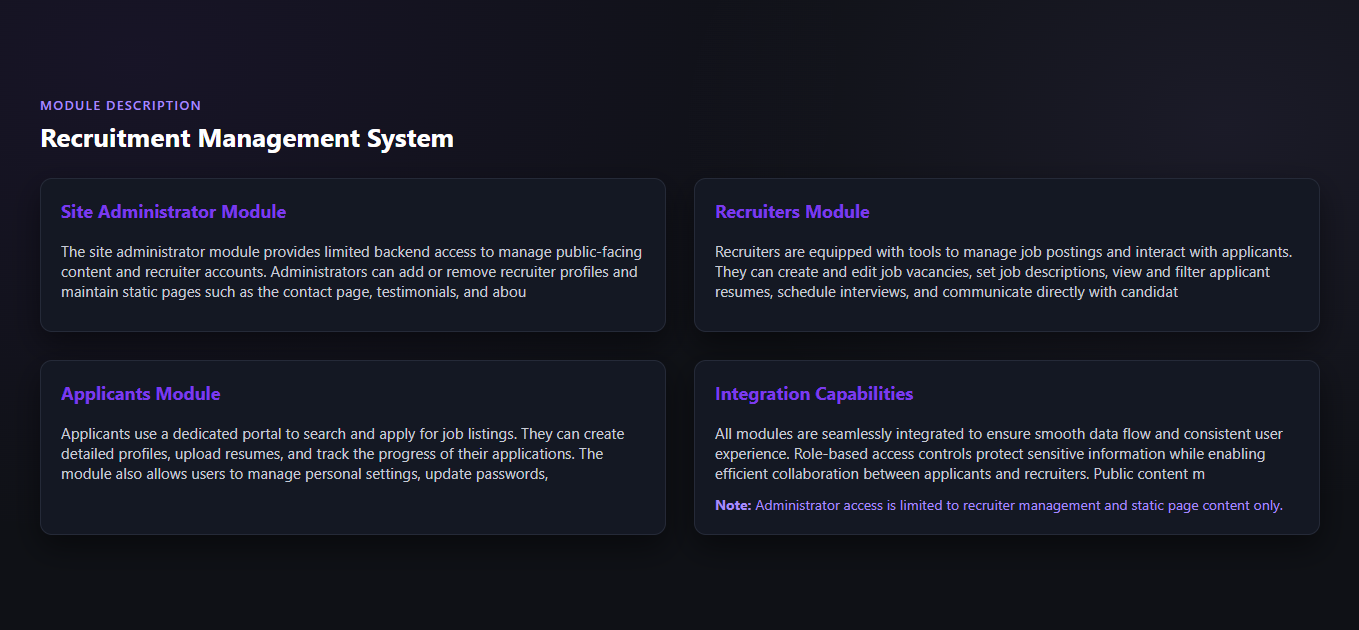 MODULE DESCRIPTION
Recruitment Management System
Site Administrator Module
The site administrator module provides limited backend access to manage public-facing
content and recruiter accounts. Administrators can add or remove recruiter profiles and
maintain static pages such as the contact page, testimonials, and abou
Recruiters Module
Recruiters are equipped with tools to manage job postings and interact with applicants.
They can create and edit job vacancies, set job descriptions, view and filter applicant
resumes, schedule interviews, and communicate directly with candidat
Applicants Module
Applicants use a dedicated portal to search and apply for job listings. They can create
detailed profiles, upload resumes, and track the progress of their applications. The
module also allows users to manage personal settings, update passwords,
Integration Capabilities
All modules are seamlessly integrated to ensure smooth data flow and consistent user
experience. Role-based access controls protect sensitive information while enabling
efficient collaboration between applicants and recruiters. Public content m
Note: Administrator access is limited to recruiter management and static page content only.